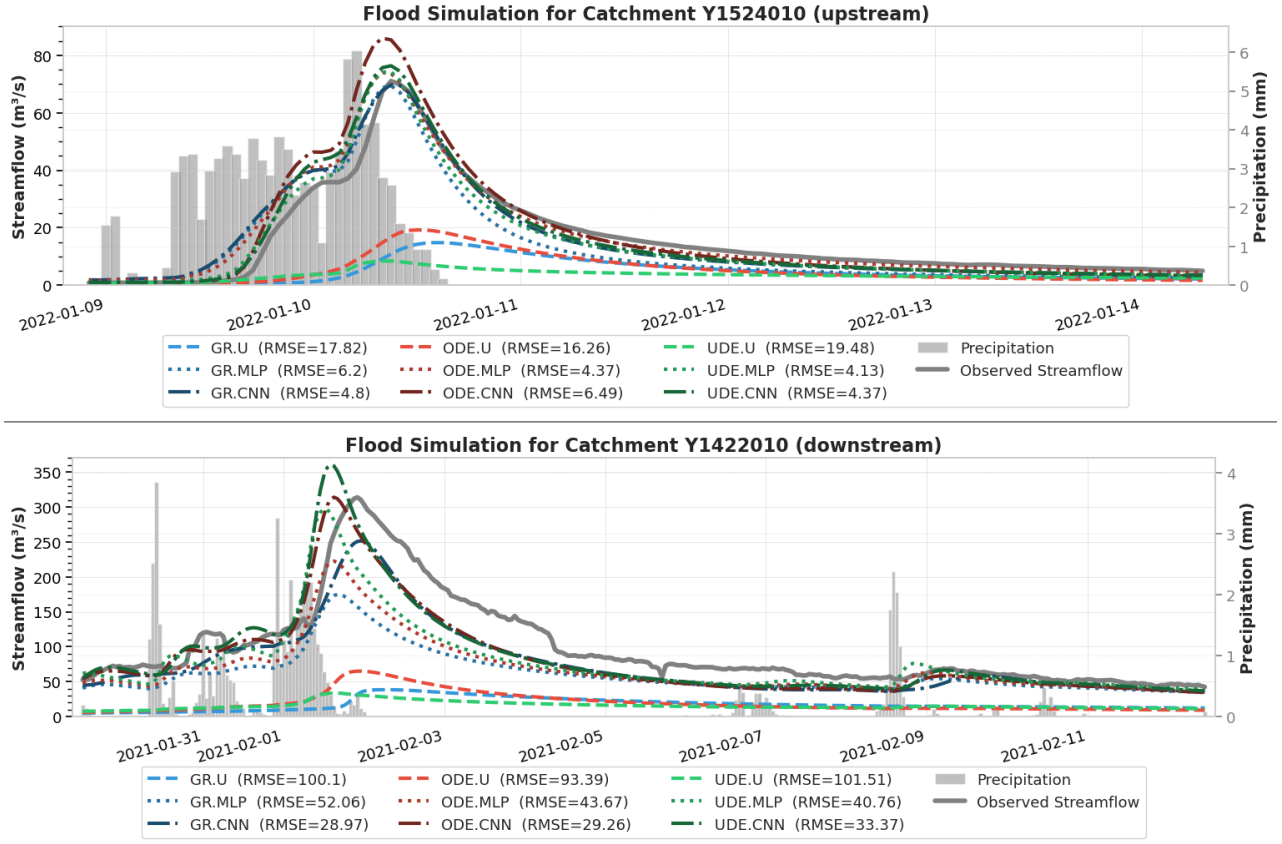 Flood Simulation for Catchment Y1524010 (upstream)
Streamflow (m³/s)
80
60
40
20
0
6
5
4
3
2
1
0
Precipitation (mm)
2022-01-09 2022-01-10 2022-01-11 2022-01-12 2022-01-13 2022-01-14
GR.U (RMSE=17.82) ODE.U (RMSE=16.26) UDE.U (RMSE=19.48) Precipitation
GR.MLP (RMSE=6.2) ODE.MLP (RMSE=4.37) UDE.MLP (RMSE=4.13) Observed Streamflow
GR.CNN (RMSE=4.8) ODE.CNN (RMSE=6.49) UDE.CNN (RMSE=4.37)
Flood Simulation for Catchment Y1422010 (downstream)
Streamflow (m³/s)
350
300
250
200
150
100
50
0
4
3
2
1
0
Precipitation (mm)
2021-01-31 2021-02-01 2021-02-03 2021-02-05 2021-02-07 2021-02-09 2021-02-11
GR.U (RMSE=100.1) ODE.U (RMSE=93.39) UDE.U (RMSE=101.51) Precipitation
GR.MLP (RMSE=52.06) ODE.MLP (RMSE=43.67) UDE.MLP (RMSE=40.76) Observed Streamflow
GR.CNN (RMSE=28.97) ODE.CNN (RMSE=29.26) UDE.CNN (RMSE=33.37)